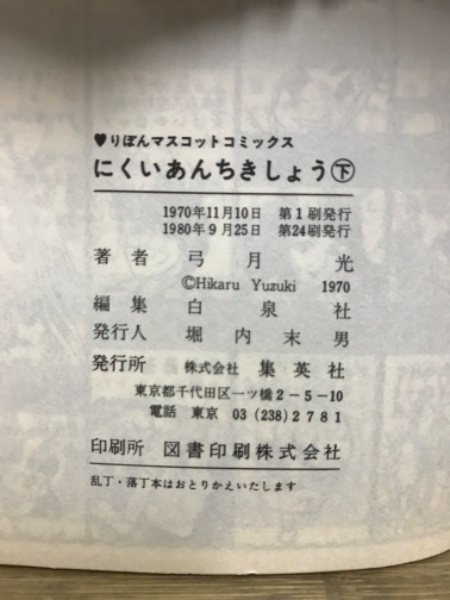 ♥りぼんマスコットコミックス
にくいあんちきしょう㊦
1970年11月10日 第1刷発行
1980年9月25日 第24刷発行
著者 弓月光
©Hikaru Yuzuki 1970
編集 白泉社
発行人 堀内末男
発行所 株式会社 集英社
東京都千代田区一ツ橋2-5-10
電話 東京 03(238)2781
印刷所 図書印刷株式会社
乱丁・落丁本はおとりかえいたします